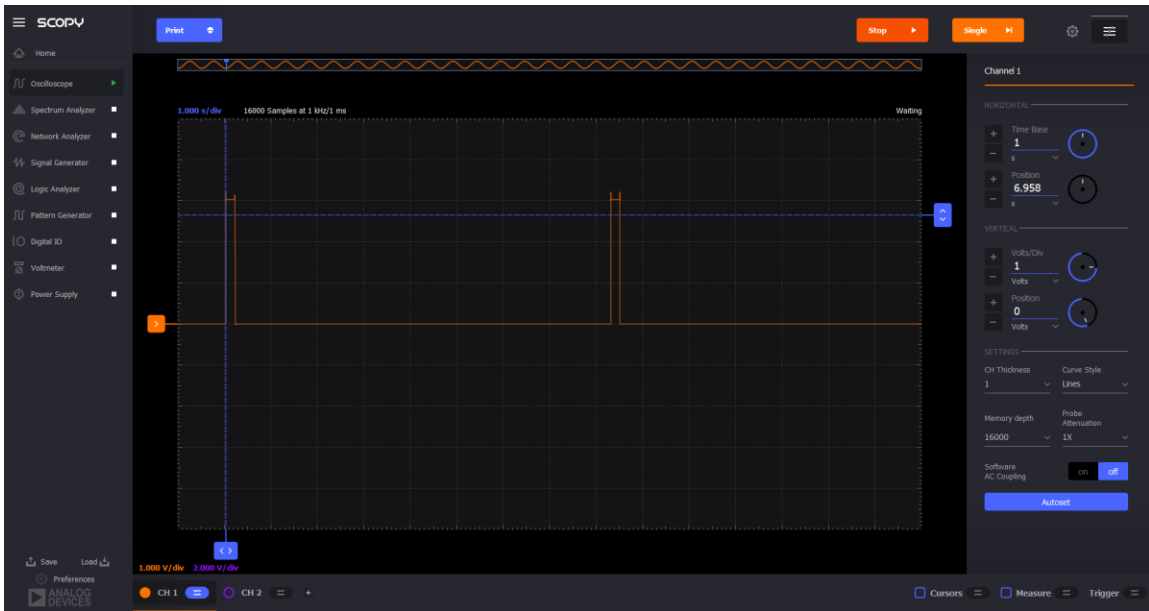 SCOPY
Print
Stop
Single
Home
Oscilloscope
Spectrum Analyzer
Network Analyzer
Signal Generator
Logic Analyzer
Pattern Generator
Digital IO
Voltmeter
Power Supply
Save Load
Preferences
ANALOG
DEVICES
1.000 s/div 16000 Samples at 1 kHz/1 ms Waiting
1.000 V/div 2.000 V/div
CH 1 CH 2 + Cursors Measure Trigger
Channel 1
HORIZONTAL
+ Time Base
1
- s
+ Position
6.958
- s
VERTICAL
+ Volts/Div
1
- Volts
+ Position
0
- Volts
SETTINGS
CH Thickness Curve Style
1 Lines
Memory depth Probe
Attenuation
16000 1X
Software
AC Coupling on off
Autoset